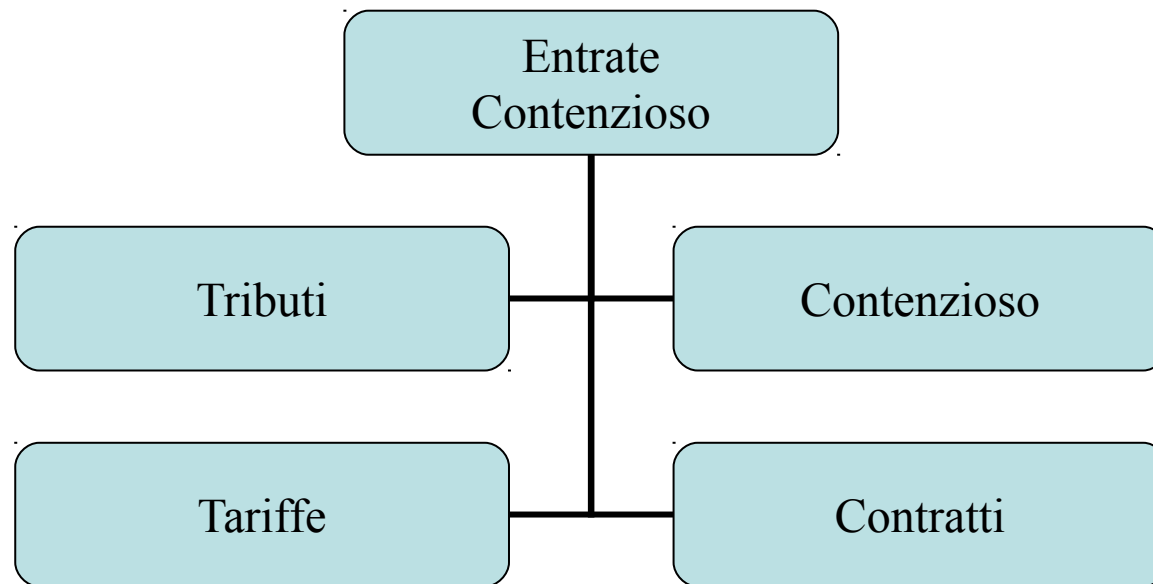 Entrate
Contenzioso
Tributi
Contenzioso
Tariffe
Contratti